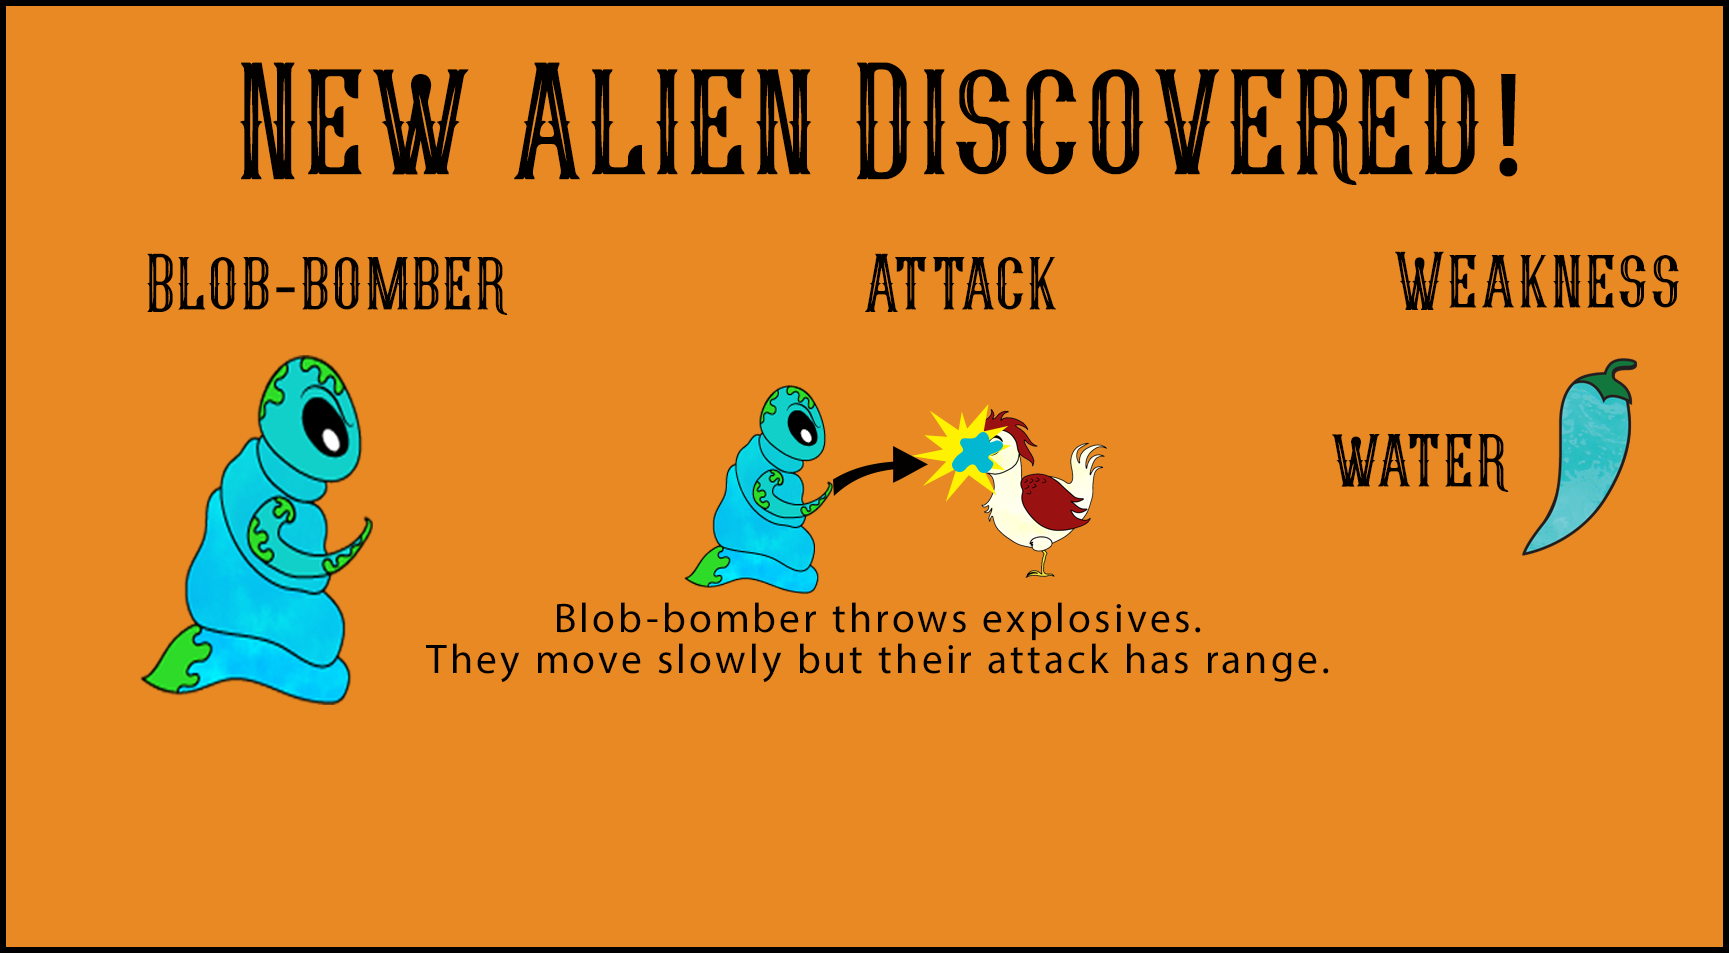 New Alien Discovered!
Blob-bomber
Attack
Weakness
water
Blob-bomber throws explosives.
They move slowly but their attack has range.